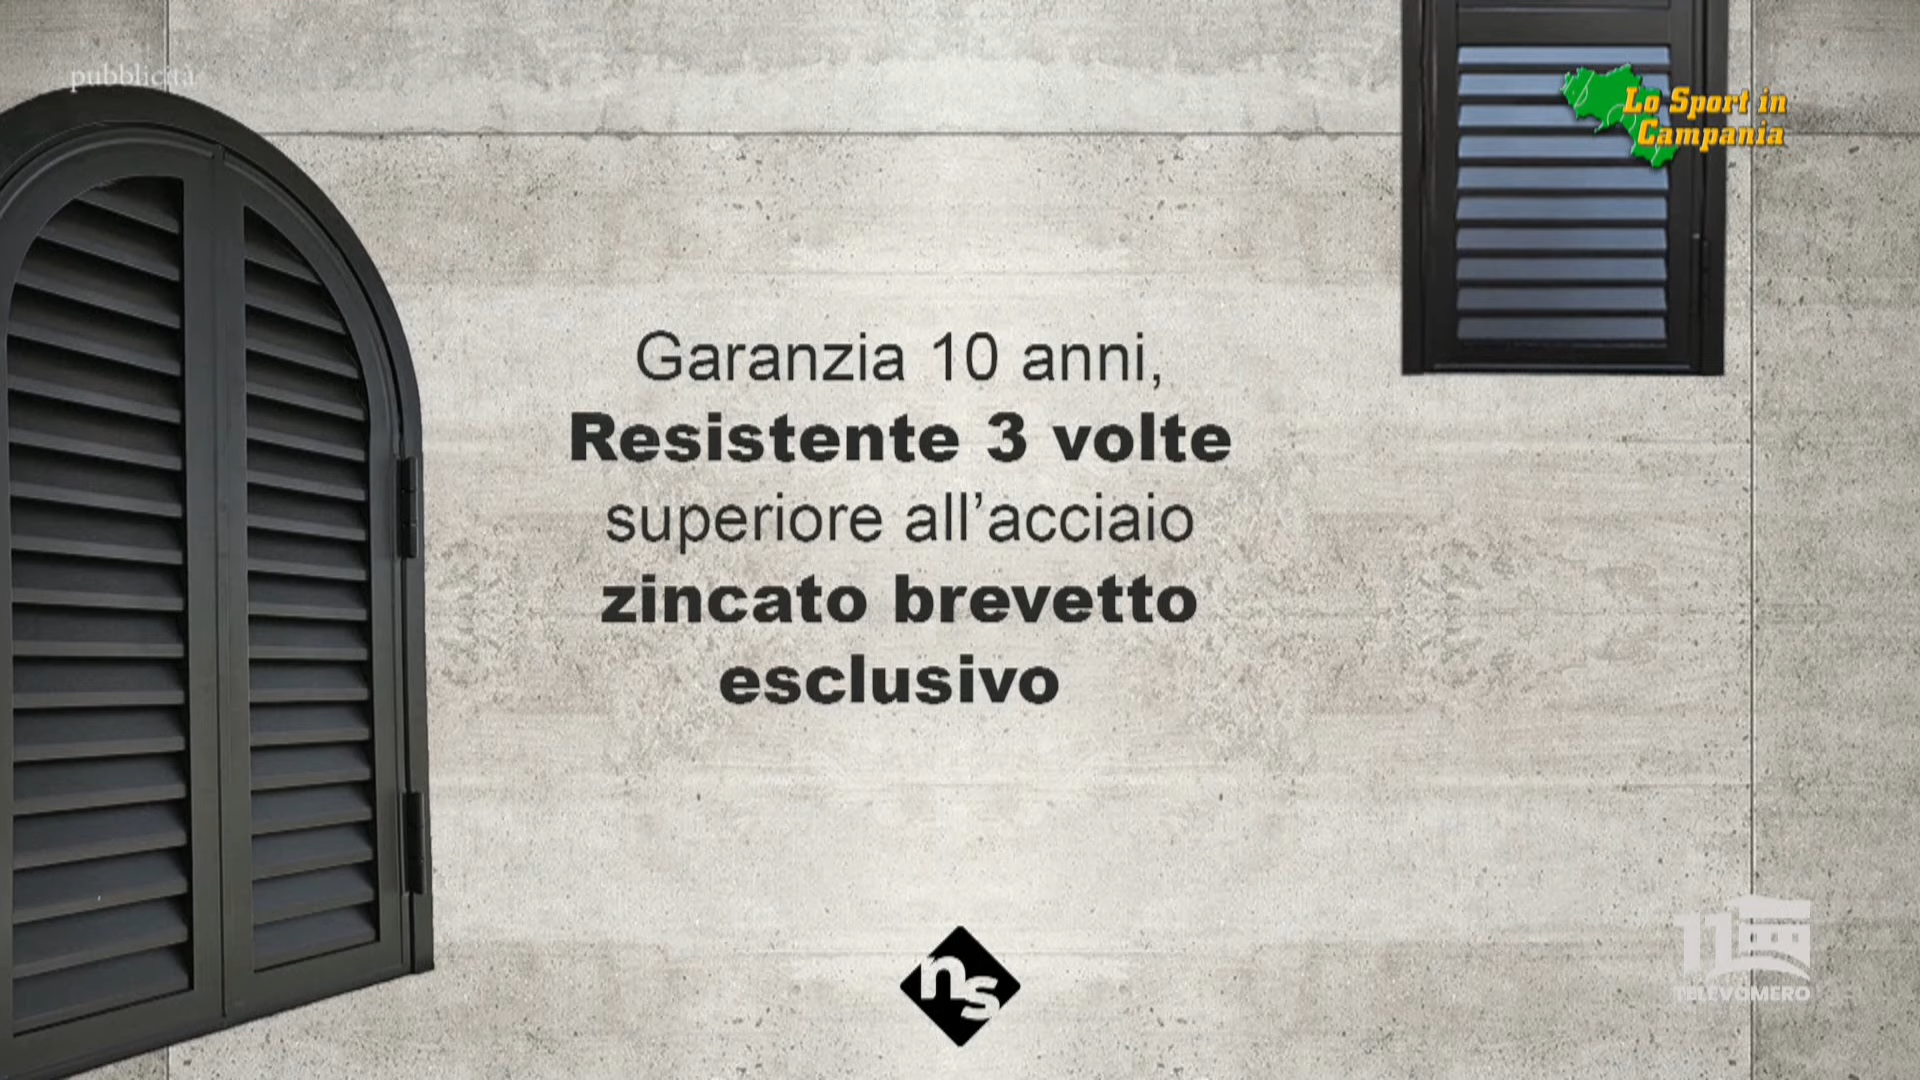 pubblicità
Lo Sport in
Campania
Garanzia 10 anni,
Resistente 3 volte
superiore all’acciaio
zincato brevetto
esclusivo
ns
11
TELEVOMERO